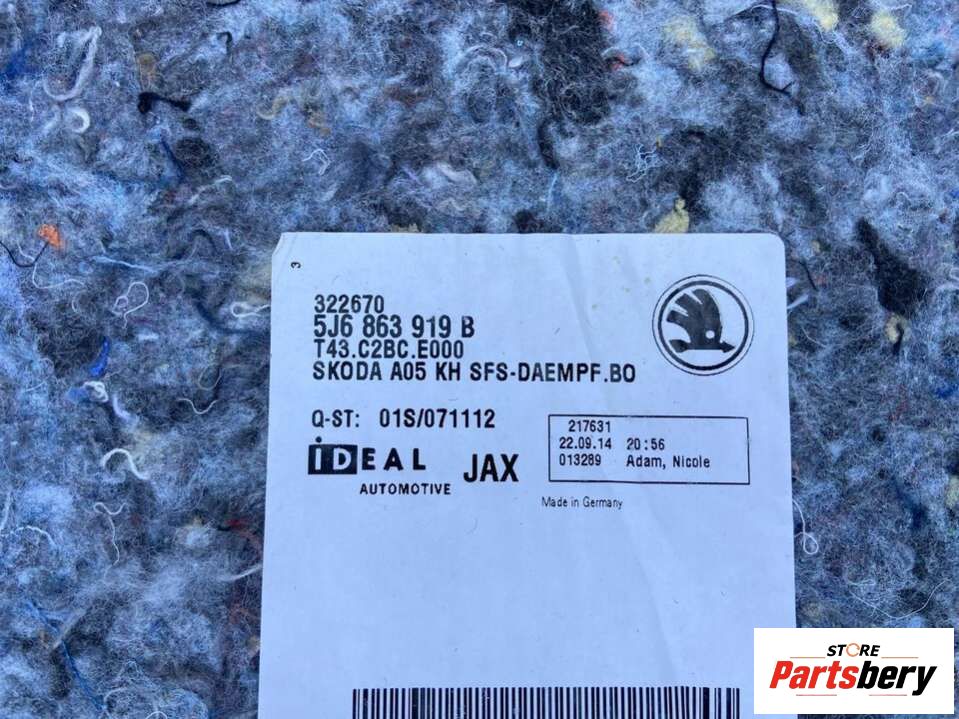 3
322670
5J6 863 919 B
T43.C2BC.E000
SKODA A05 KH SFS-DAEMPF.BO
Q-ST: 01S/071112
217631
22.09.14 20:56
013289 Adam, Nicole
iDEAL
AUTOMOTIVE
JAX
Made in Germany
STORE
Partsbery